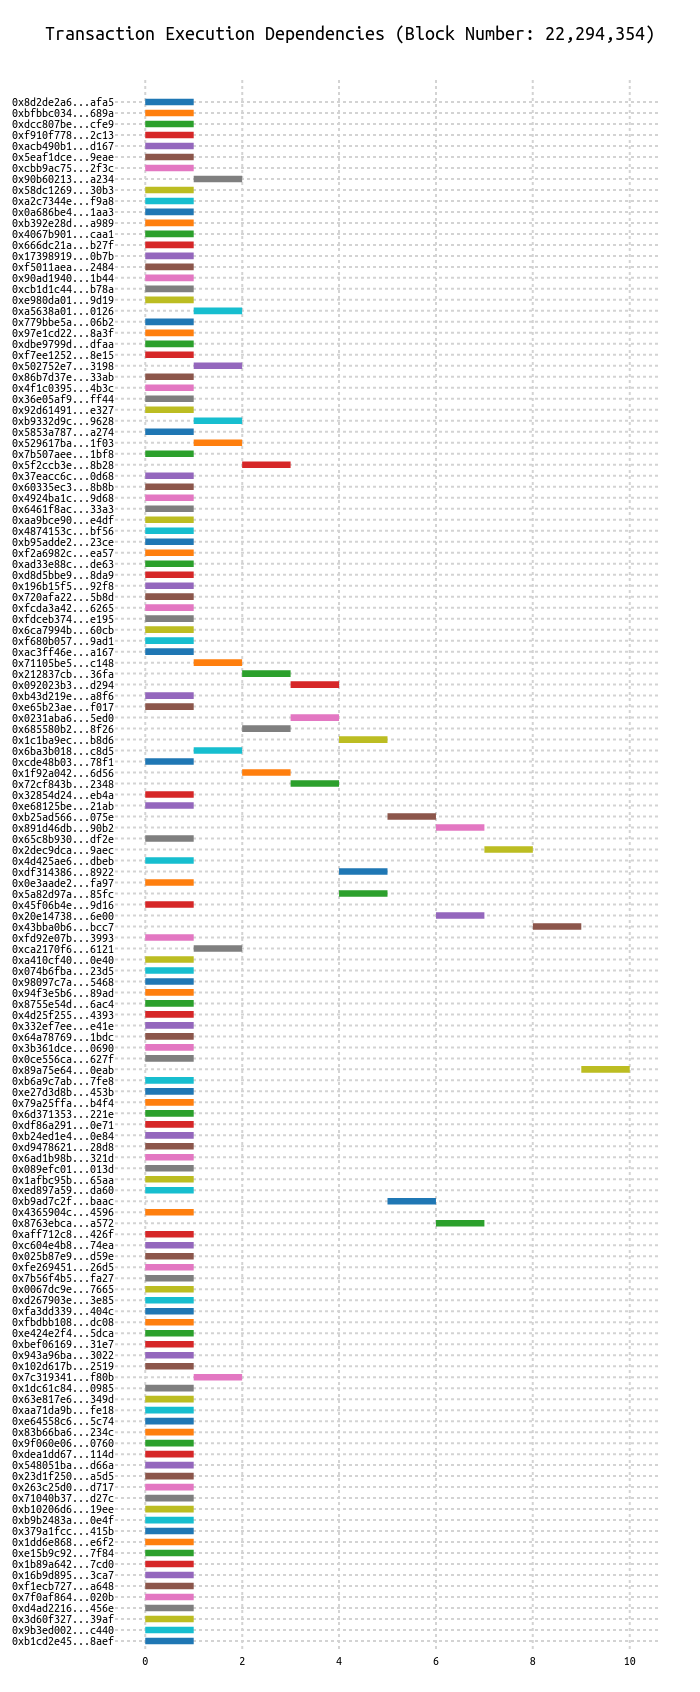 Transaction Execution Dependencies (Block Number: 22,294,354)
0x8d2de2a6...afa5
0xbfbbc034...689a
0xdcc807be...cfe9
0xf910f778...2c13
0xacb490b1...d167
0x5eaf1dce...9eae
0xcbb9ac75...2f3c
0x90b60213...a234
0x58dc1269...30b3
0xa2c7344e...f9a8
0x0a686be4...1aa3
0xb392e28d...a989
0x4067b901...caa1
0x666dc21a...b27f
0x17398919...0b7b
0xf5011aea...2484
0x90ad1940...1b44
0xcb1d1c44...b78a
0xe980da01...9d19
0xa5638a01...0126
0x779bbe5a...06b2
0x97e1cd22...8a3f
0xdbe9799d...dfaa
0xf7ee1252...8e15
0x502752e7...3198
0x86b7d37e...33ab
0x4f1c0395...4b3c
0x36e05af9...ff44
0x92d61491...e327
0xb9332d9c...9628
0x5853a787...a274
0x529617ba...1f03
0x7b507aee...1bf8
0x5f2ccb3e...8b28
0x37eacc6c...0d68
0x60335ec3...8b8b
0x4924ba1c...9d68
0x6461f8ac...33a3
0xaa9bce90...e4df
0x4874153c...bf56
0xb95adde2...23ce
0xf2a6982c...ea57
0xad33e88c...de63
0xd8d5bbe9...8da9
0x196b15f5...92f8
0x720afa22...5b8d
0xfcda3a42...6265
0xfdceb374...e195
0x6ca7994b...60cb
0xf680b057...9ad1
0xac3ff46e...a167
0x71105be5...c148
0x212837cb...36fa
0x092023b3...d294
0xb43d219e...a8f6
0xe65b23ae...f017
0x0231aba6...5ed0
0x685580b2...8f26
0x1c1ba9ec...b8d6
0x6ba3b018...c8d5
0xcde48b03...78f1
0x1f92a042...6d56
0x72cf843b...2348
0x32854d24...eb4a
0xe68125be...21ab
0xb25ad566...075e
0x891d46db...90b2
0x65c8b930...df2e
0x2dec9dca...9aec
0x4d425ae6...dbeb
0xdf314386...8922
0x0e3aade2...fa97
0x5a82d97a...85fc
0x45f06b4e...9d16
0x20e14738...6e00
0x43bba0b6...bcc7
0xfd92e07b...3993
0xca2170f6...6121
0xa410cf40...0e40
0x074b6fba...23d5
0x98097c7a...5468
0x94f3e5b6...89ad
0x8755e54d...6ac4
0x4d25f255...4393
0x332ef7ee...e41e
0x64a78769...1bdc
0x3b361dce...0690
0x0ce556ca...627f
0x89a75e64...0eab
0xb6a9c7ab...7fe8
0xe27d3d8b...453b
0x79a25ffa...b4f4
0x6d371353...221e
0xdf86a291...0e71
0xb24ed1e4...0e84
0xd9478621...28d8
0x6ad1b98b...321d
0x089efc01...013d
0x1afbc95b...65aa
0xed897a59...da60
0xb9ad7c2f...baac
0x4365904c...4596
0x8763ebca...a572
0xaff712c8...426f
0xc604e4b8...74ea
0x025b87e9...d59e
0xfe269451...26d5
0x7b56f4b5...fa27
0x0067dc9e...7665
0xd267903e...3e85
0xfa3dd339...404c
0xfbdbb108...dc08
0xe424e2f4...5dca
0xbef06169...31e7
0x943a96ba...3022
0x102d617b...2519
0x7c319341...f80b
0x1dc61c84...0985
0x63e817e6...349d
0xaa71da9b...fe18
0xe64558c6...5c74
0x83b66ba6...234c
0x9f060e06...0760
0xdea1dd67...114d
0x548051ba...d66a
0x23d1f250...a5d5
0x263c25d0...d717
0x71040b37...d27c
0xb10206d6...19ee
0xb9b2483a...0e4f
0x379a1fcc...415b
0x1dd6e868...e6f2
0xe15b9c92...7f84
0x1b89a642...7cd0
0x16b9d895...3ca7
0xf1ecb727...a648
0x7f0af864...020b
0xd4ad2216...456e
0x3d60f327...39af
0x9b3ed002...c440
0xb1cd2e45...8aef
0 2 4 6 8 10